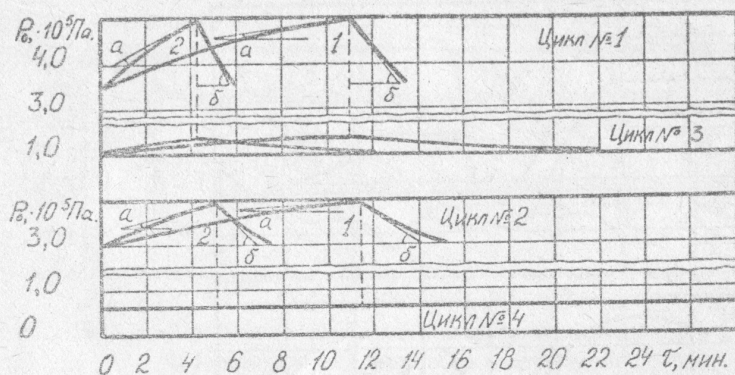 P₀·10⁵Па.
а 2 а 1 Цикл №1
4,0
б б
3,0
Цикл № 3
1,0
P₀,·10⁵Па.
а а 1 Цикл №2
3,0 2 б б
1,0
Цикл №4
0
0 2 4 6 8 10 12 14 16 18 20 22 24 τ, мин.